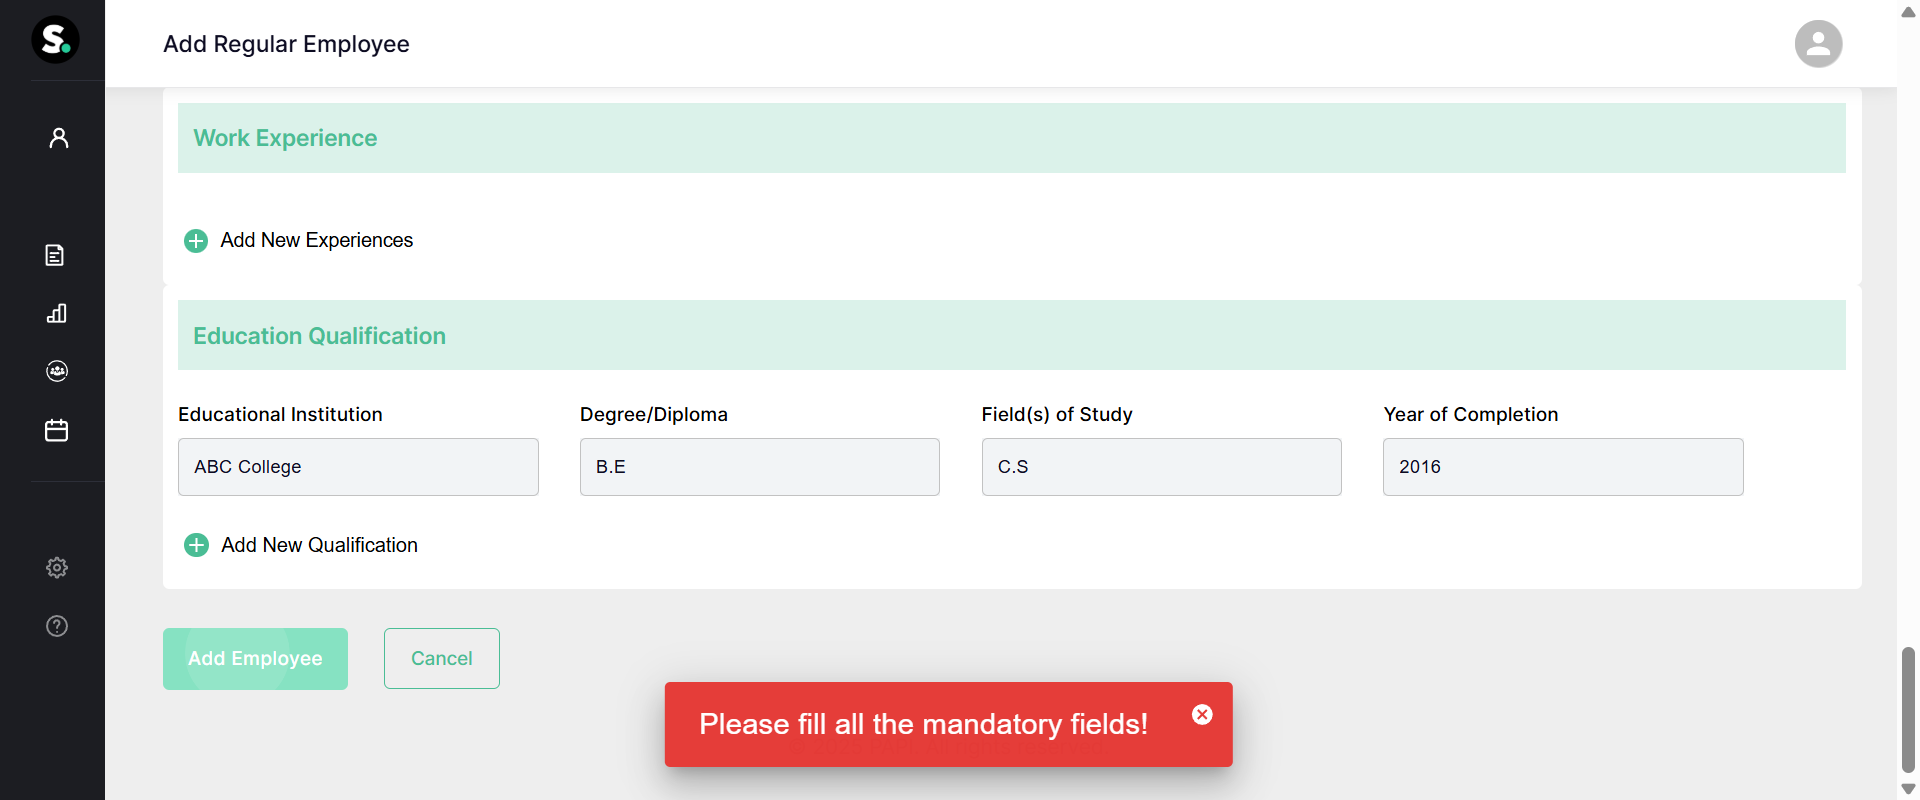 S.
Add Regular Employee
Work Experience
Add New Experiences
Education Qualification
Educational Institution
Degree/Diploma
Field(s) of Study
Year of Completion
ABC College
B.E
C.S
2016
Add New Qualification
Add Employee
Cancel
Please fill all the mandatory fields!